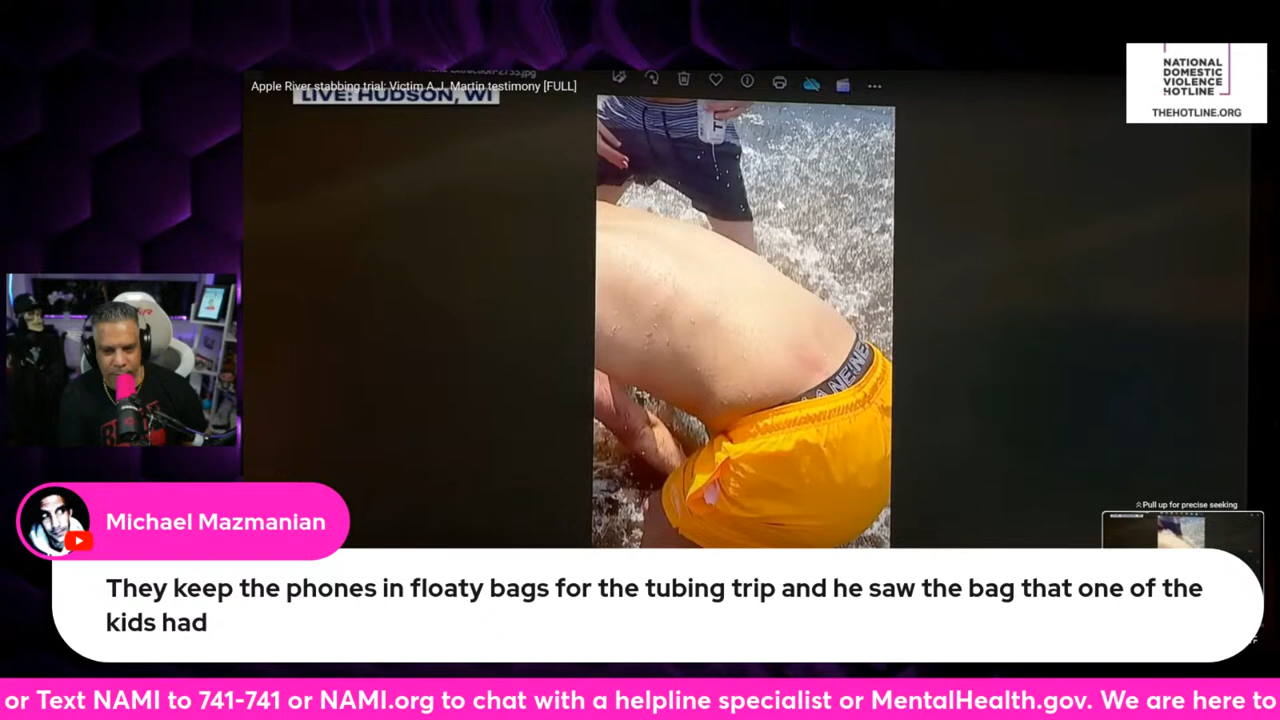 NATIONAL
DOMESTIC
VIOLENCE
HOTLINE
THEHOTLINE.ORG
Apple River stabbing trial: Victim A.J. Martin testimony [FULL]
LIVE: HUDSON, WI
Pull up for precise seeking
Michael Mazmanian
They keep the phones in floaty bags for the tubing trip and he saw the bag that one of the
kids had
or Text NAMI to 741-741 or NAMI.org to chat with a helpline specialist or MentalHealth.gov. We are here to